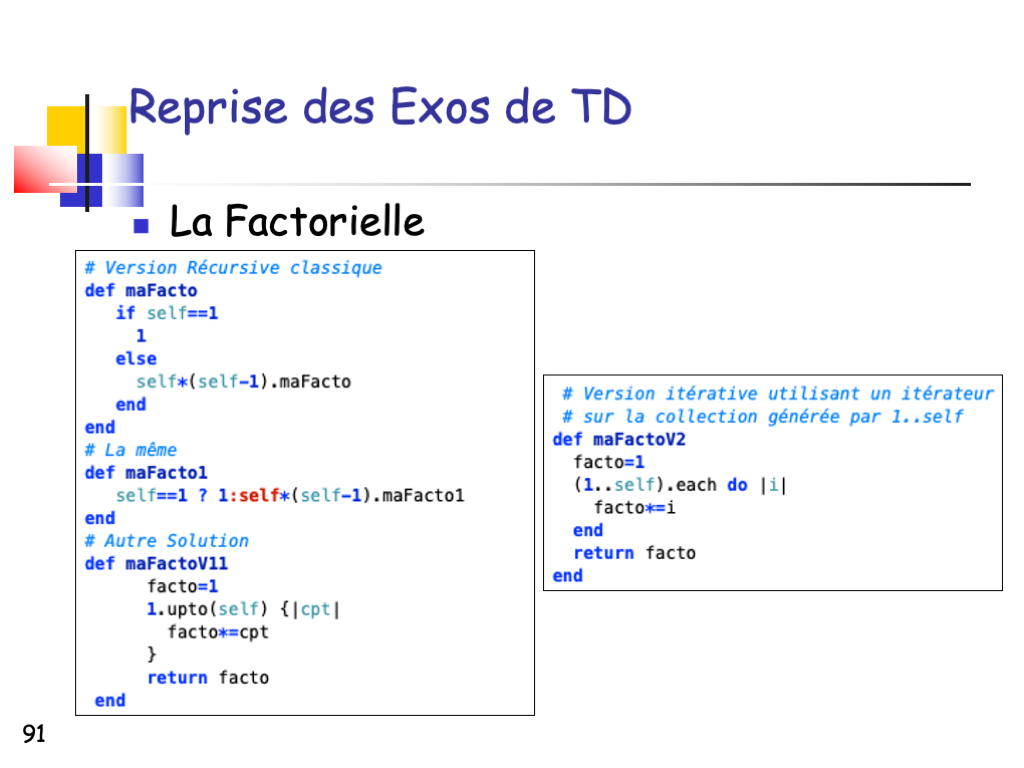 Reprise des Exos de TD
La Factorielle
# Version Récursive classique
def maFacto
   if self==1
     1
   else
     self*(self-1).maFacto
   end
end
# La même
def maFacto1
   self==1 ? 1:self*(self-1).maFacto1
end
# Autre Solution
def maFactoV11
      facto=1
      1.upto(self) {|cpt|
        facto*=cpt
      }
      return facto
 end
 # Version itérative utilisant un itérateur
 # sur la collection générée par 1..self
def maFactoV2
  facto=1
  (1..self).each do |i|
    facto*=i
  end
  return facto
end
91